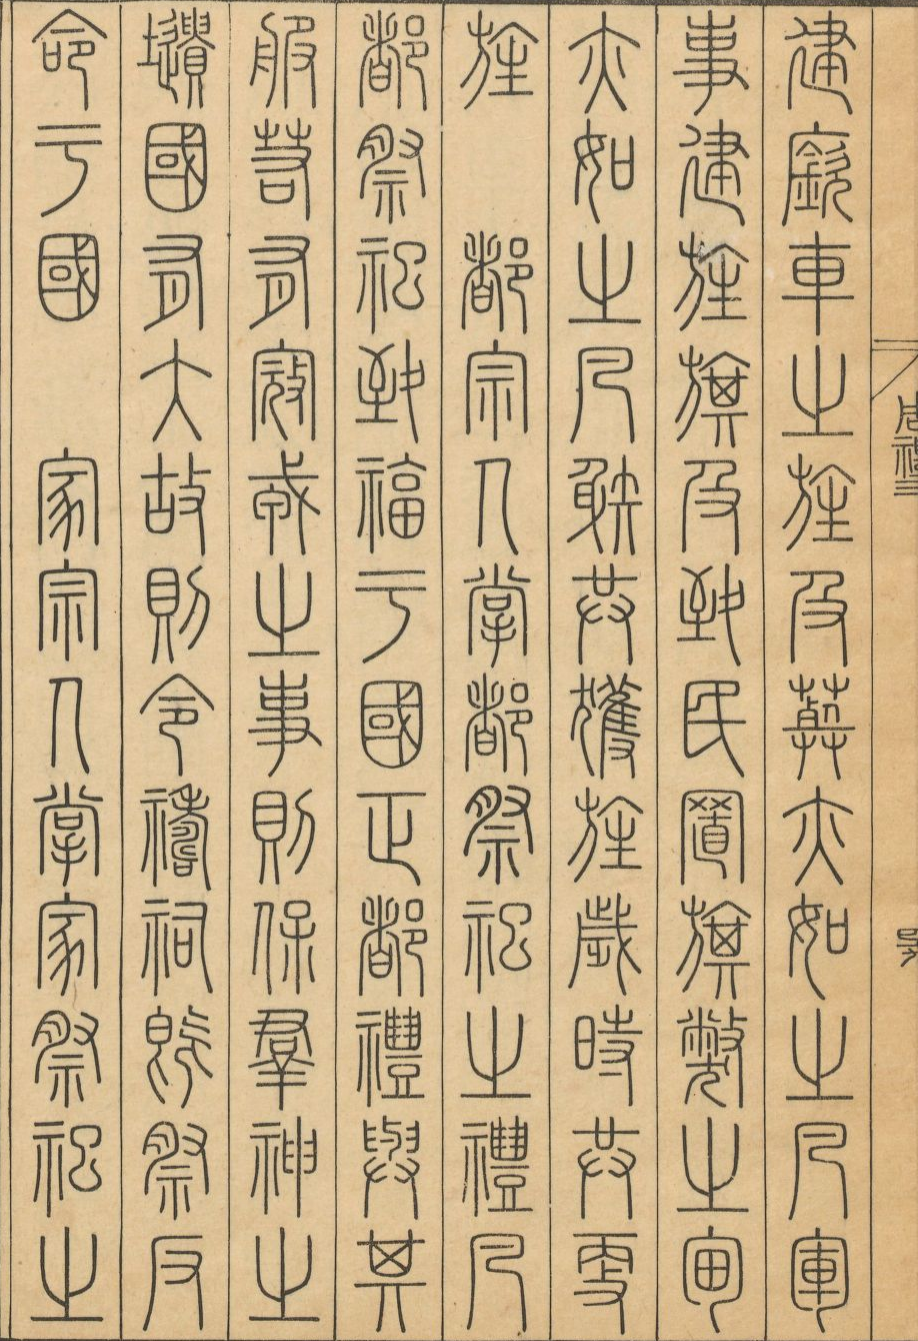 建廞車之旌及葬亦如之凡軍
事建旌旗及致民置旗弊之甸
亦如之凡射共獲旌歲時共更
旌　都宗人掌都祭祀之禮凡
都祭祀致福于國正都禮與其
服若有寇戎之事則保羣神之
壝國有大故則令禱祠既祭反
命于國　家宗人掌家祭祀之